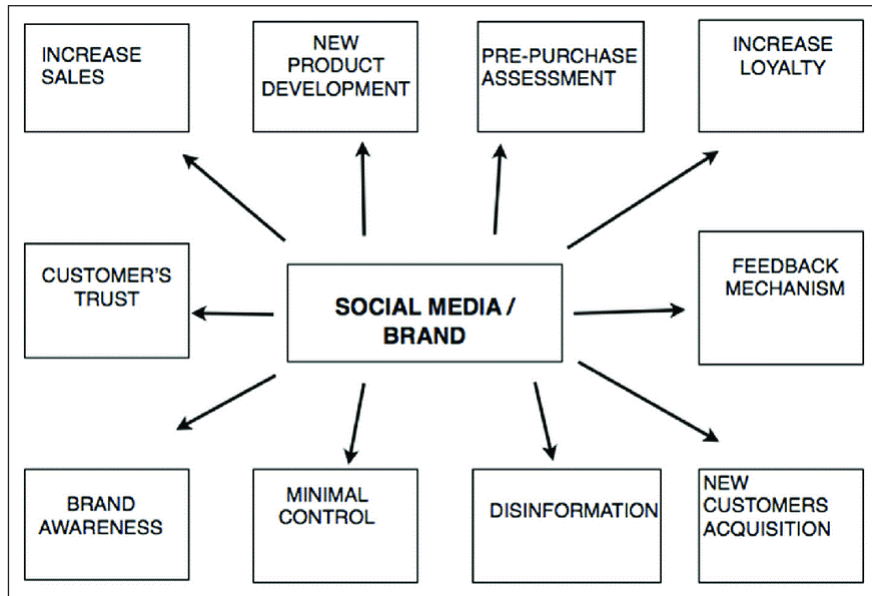 INCREASE
SALES
NEW
PRODUCT
DEVELOPMENT
PRE-PURCHASE
ASSESSMENT
INCREASE
LOYALTY
CUSTOMER'S
TRUST
SOCIAL MEDIA /
BRAND
FEEDBACK
MECHANISM
BRAND
AWARENESS
MINIMAL
CONTROL
DISINFORMATION
NEW
CUSTOMERS
ACQUISITION